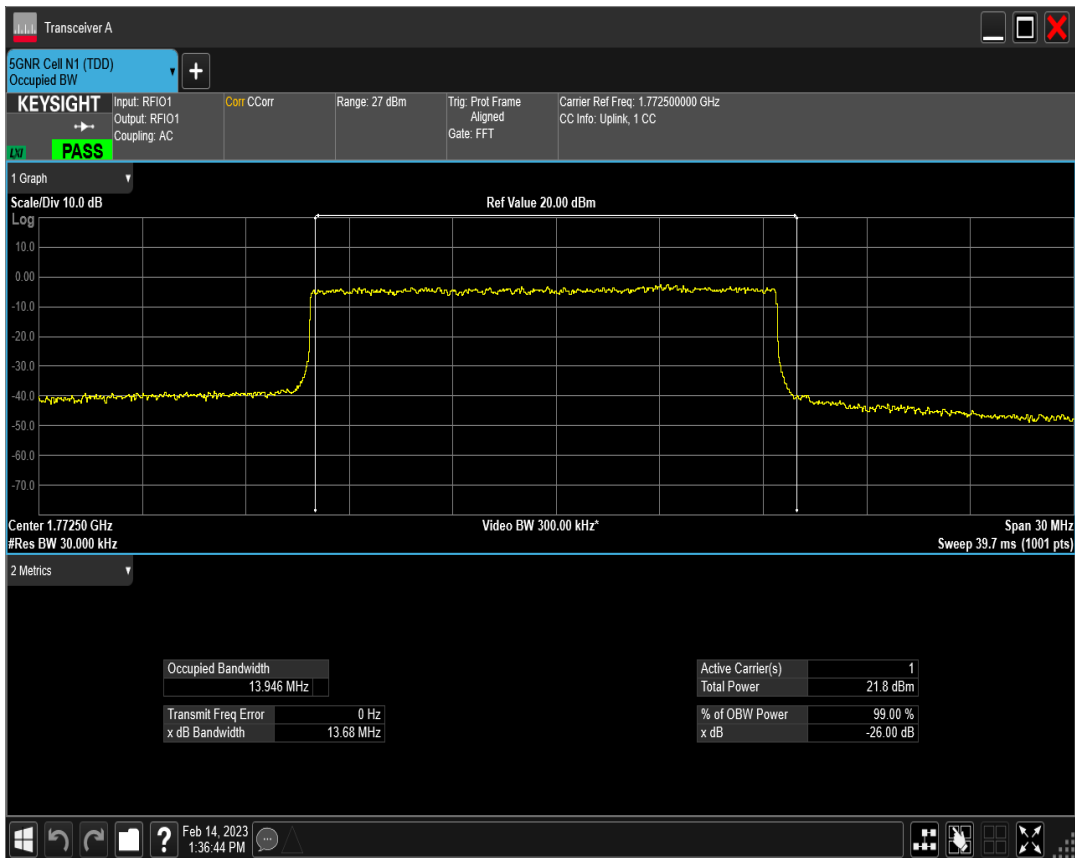 Transceiver A
5GNR Cell N1 (TDD)
Occupied BW
+
KEYSIGHT
LXI
PASS
Input: RFIO1
Output: RFIO1
Coupling: AC
Corr CCorr
Range: 27 dBm
Trig: Prot Frame
Aligned
Gate: FFT
Carrier Ref Freq: 1.772500000 GHz
CC Info: Uplink, 1 CC
1 Graph
Scale/Div 10.0 dB
Ref Value 20.00 dBm
Log
10.0
0.00
-10.0
-20.0
-30.0
-40.0
-50.0
-60.0
-70.0
Center 1.77250 GHz
Video BW 300.00 kHz*
Span 30 MHz
#Res BW 30.000 kHz
Sweep 39.7 ms (1001 pts)
2 Metrics
Occupied Bandwidth
13.946 MHz
Transmit Freq Error 0 Hz
x dB Bandwidth 13.68 MHz
Active Carrier(s) 1
Total Power 21.8 dBm
% of OBW Power 99.00 %
x dB -26.00 dB
?
Feb 14, 2023
1:36:44 PM